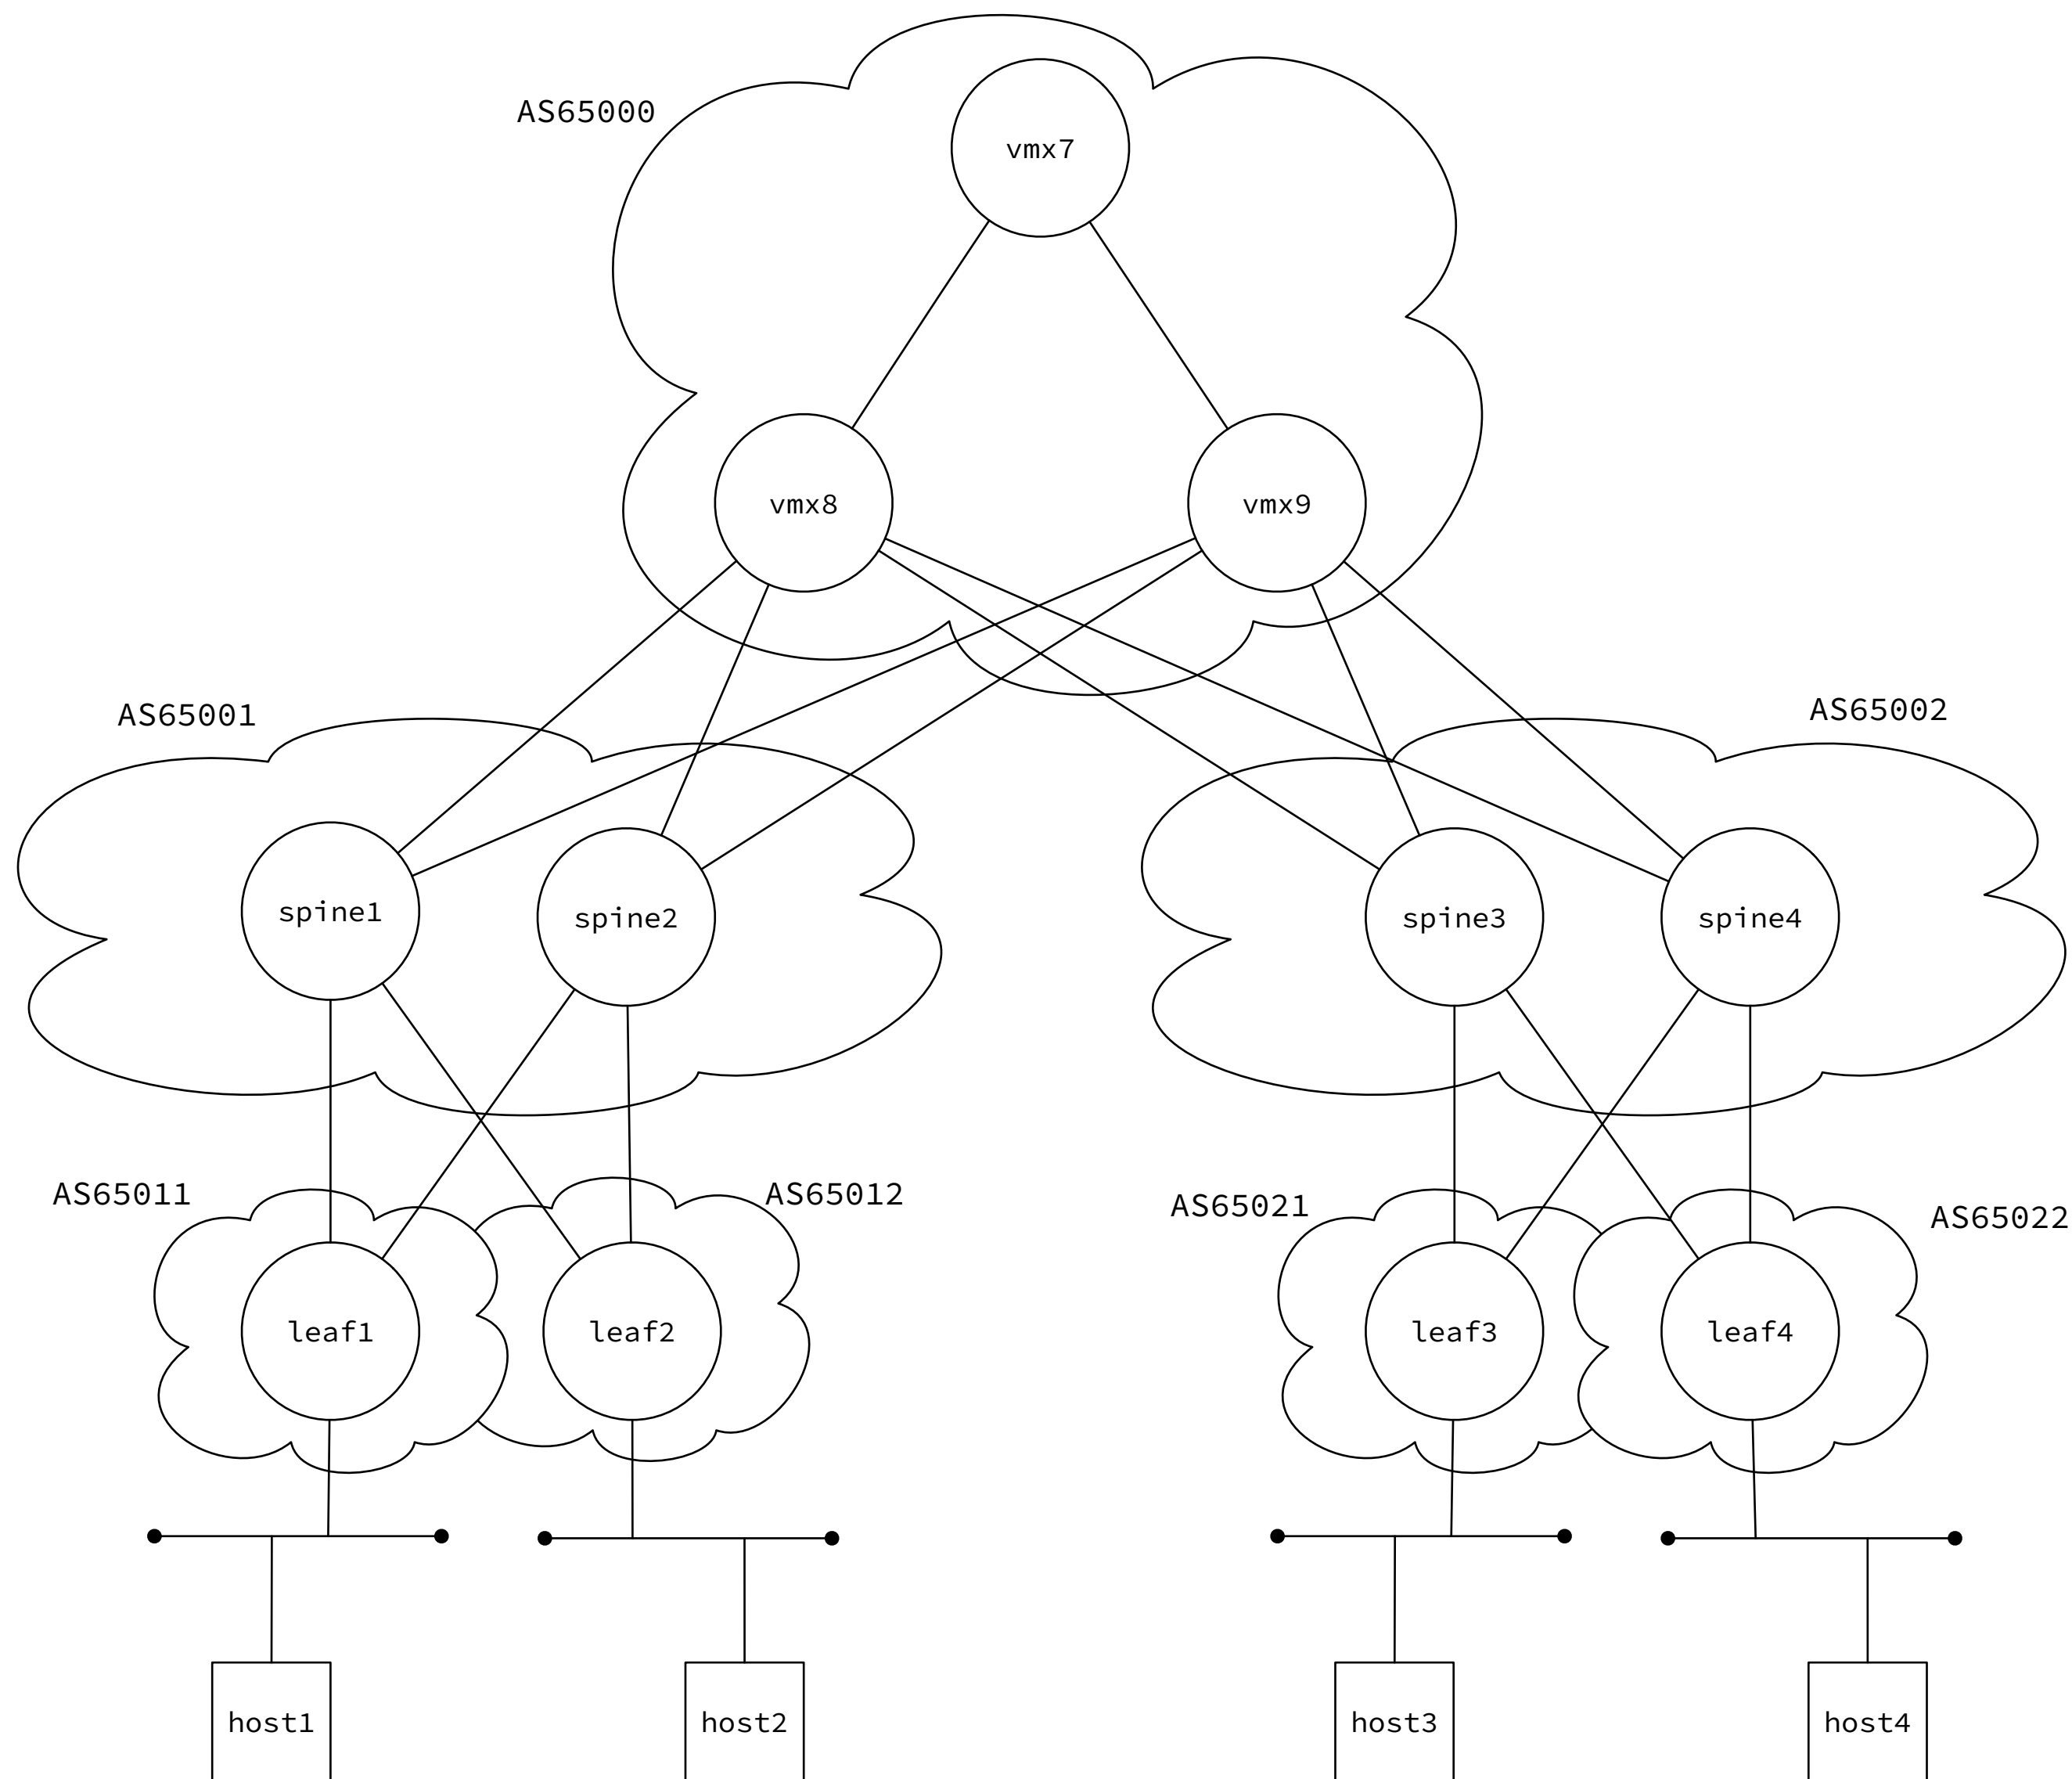 AS65000
vmx7
vmx8
vmx9
AS65001
AS65002
spine1
spine2
spine3
spine4
AS65011
AS65012
AS65021
AS65022
leaf1
leaf2
leaf3
leaf4
host1
host2
host3
host4